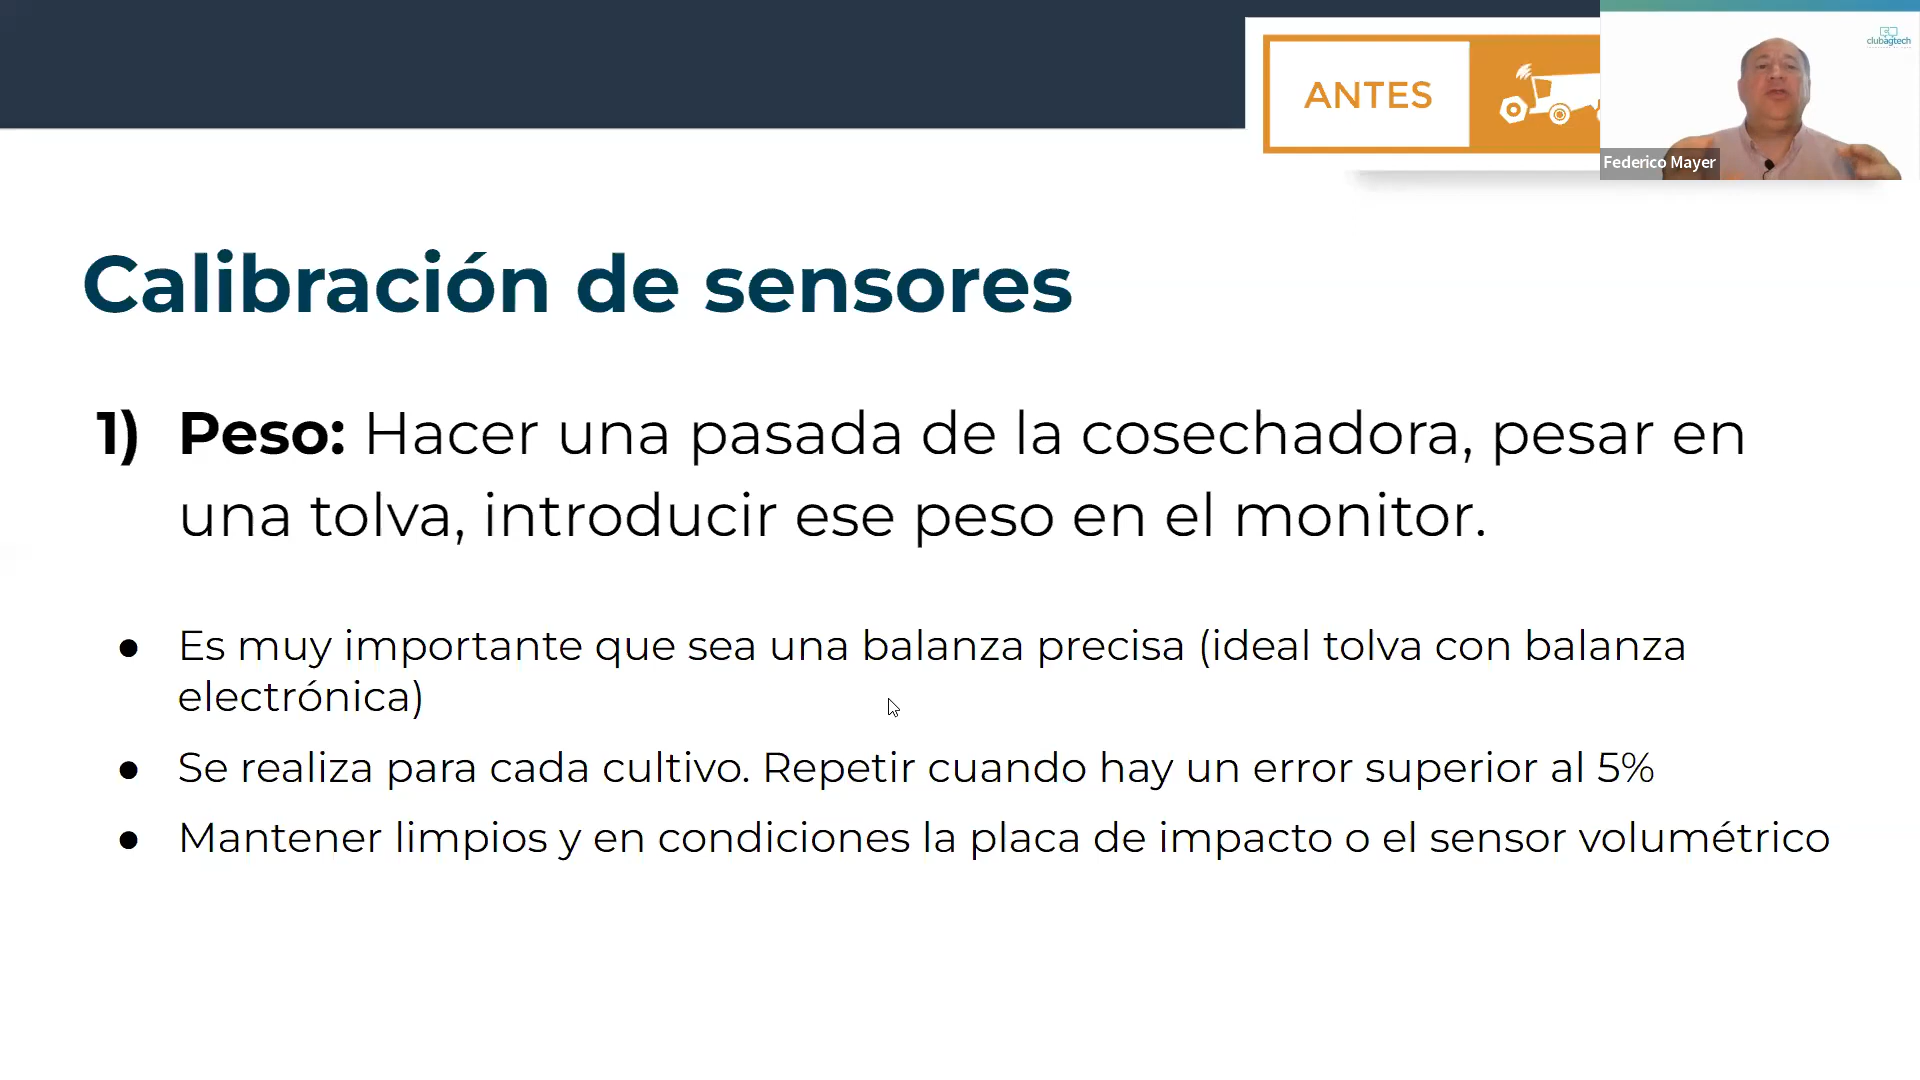 ANTES
clubagtech
Federico Mayer
Calibración de sensores
1) Peso: Hacer una pasada de la cosechadora, pesar en
una tolva, introducir ese peso en el monitor.
● Es muy importante que sea una balanza precisa (ideal tolva con balanza
electrónica)
● Se realiza para cada cultivo. Repetir cuando hay un error superior al 5%
● Mantener limpios y en condiciones la placa de impacto o el sensor volumétrico